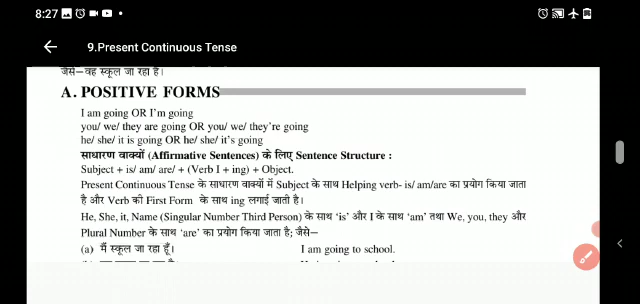 8:27
9.Present Continuous Tense
जैसे—वह स्कूल जा रहा है।
A. POSITIVE FORMS
I am going OR I'm going
you/ we/ they are going OR you/ we/ they're going
he/ she/ it is going OR he/ she/ it's going
साधारण वाक्यों (Affirmative Sentences) के लिए Sentence Structure :
Subject + is/ am/ are/ + (Verb I + ing) + Object.
Present Continuous Tense के साधारण वाक्यों में Subject के साथ Helping verb- is/ am/are का प्रयोग किया जाता
है और Verb की First Form के साथ ing लगाई जाती है।
He, She, it, Name (Singular Number Third Person) के साथ 'is' और I के साथ 'am' तथा We, you, they और
Plural Number के साथ 'are' का प्रयोग किया जाता है; जैसे—
(a) मैं स्कूल जा रहा हूँ। I am going to school.